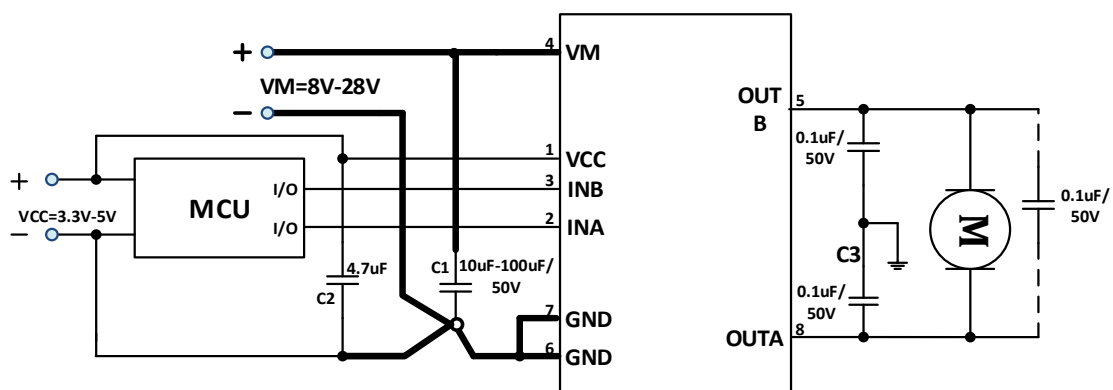 +
4
VM
VM=8V-28V
−
OUT
B
5
0.1uF/
50V
1
VCC
+
MCU
I/O
3
INB
VCC=3.3V-5V
I/O
2
INA
−
M
0.1uF/
50V
C3
4.7uF
C2
C1
10uF-100uF/
50V
0.1uF/
50V
7
GND
6
GND
OUTA
8